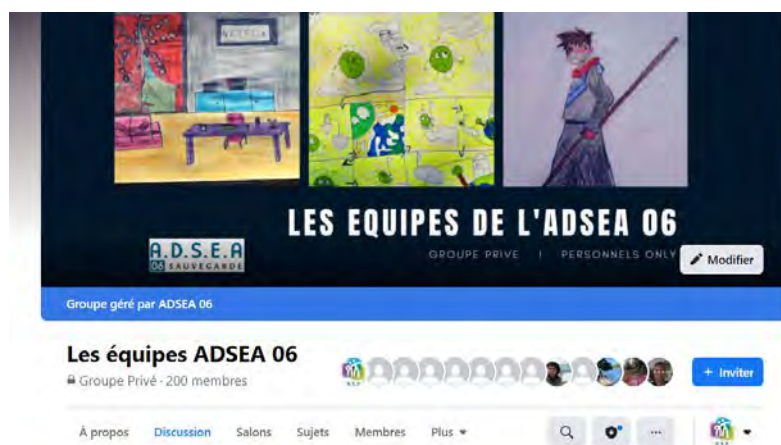 NETFLIX
LES EQUIPES DE L'ADSEA 06
A.D.S.E.A
06 SAUVEGARDE
GROUPE PRIVE | PERSONNELS ONLY
Modifier
Groupe géré par ADSEA 06
Les équipes ADSEA 06
Groupe Privé · 200 membres
+ Inviter
À propos Discussion Salons Sujets Membres Plus